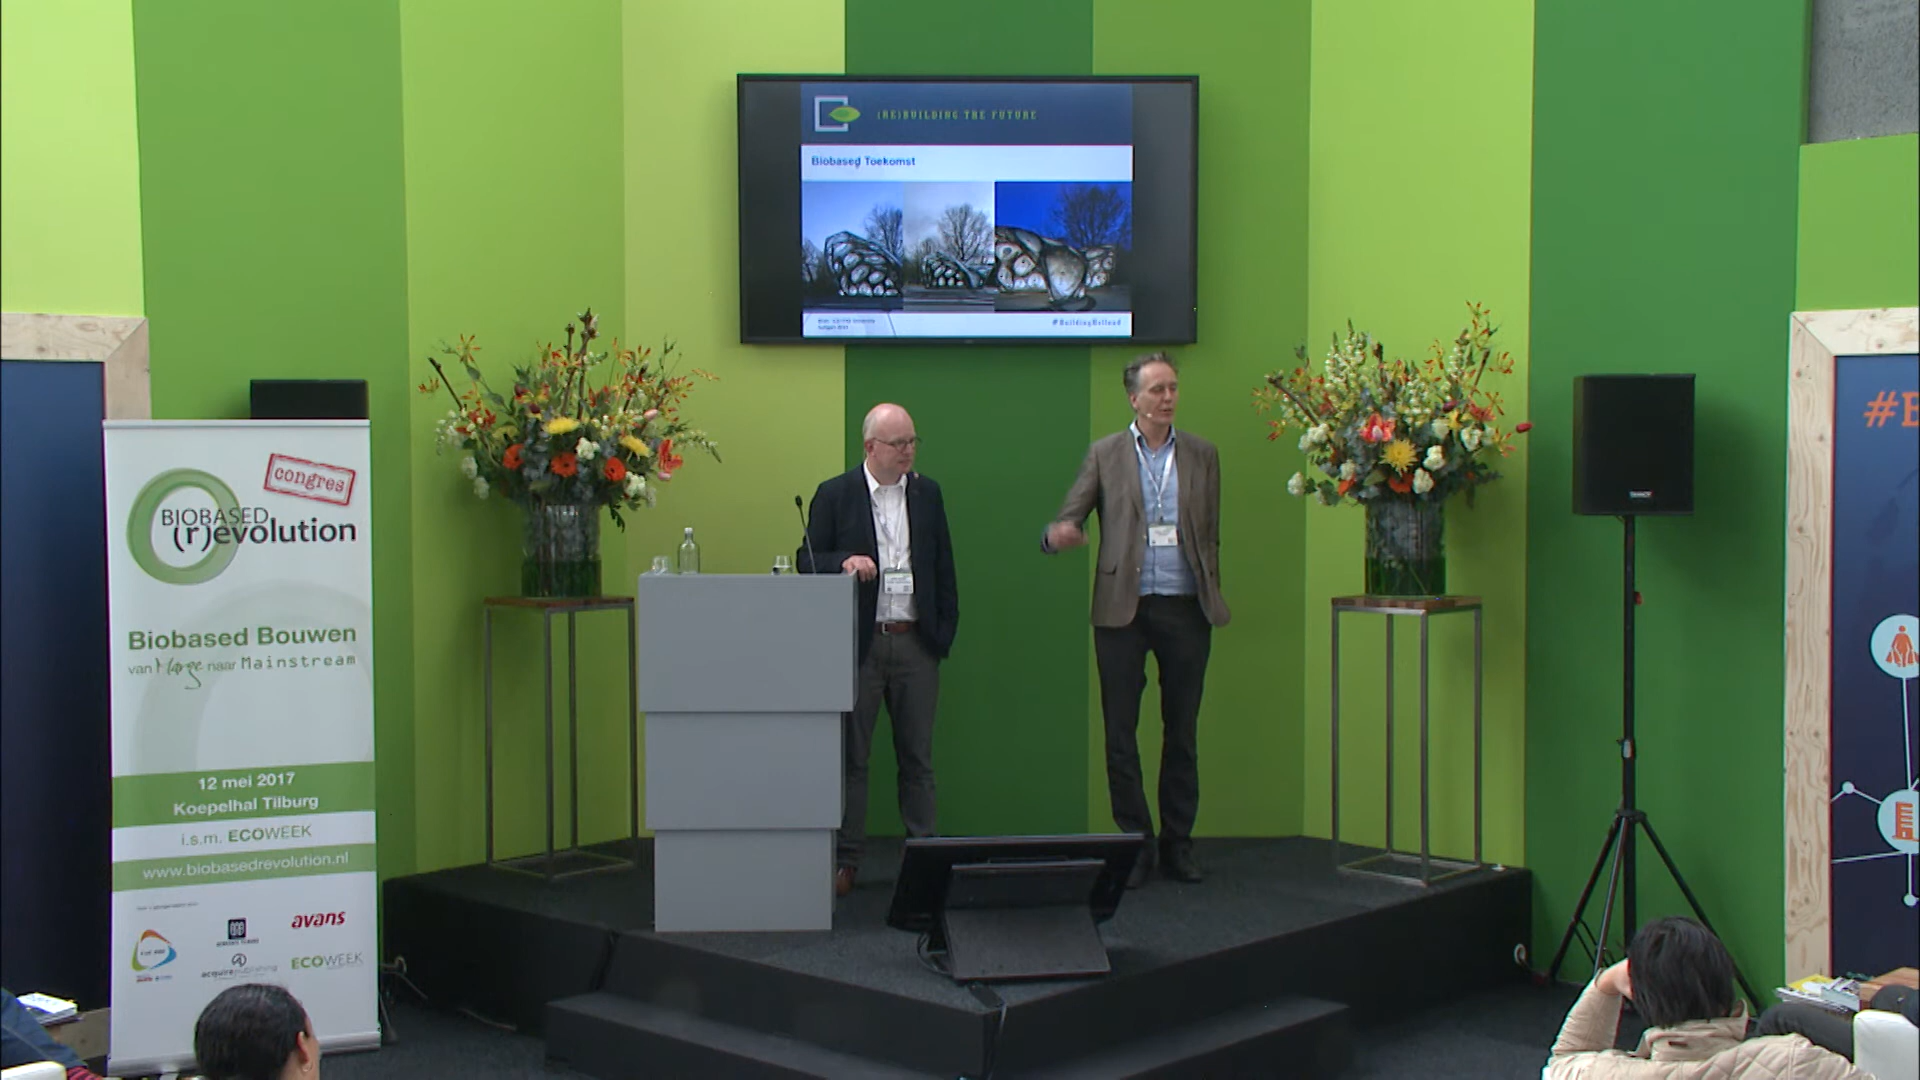 (RE)BUILDING THE FUTURE
Biobased Toekomst
#BuildingHolland
congres
BIOBASED
(r)evolution
Biobased Bouwen
van Marge naar Mainstream
12 mei 2017
Koepelhal Tilburg
i.s.m. ECOWEEK
www.biobasedrevolution.nl
avans
acquirepublishing
ECOWEEK
#B